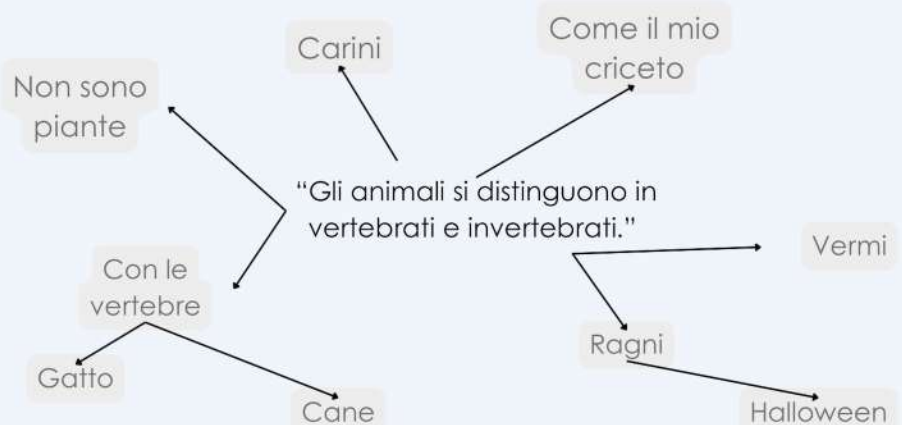 Carini
Come il mio
criceto
Non sono
piante
“Gli animali si distinguono in
vertebrati e invertebrati.”
Con le
vertebre
Vermi
Ragni
Gatto
Cane
Halloween